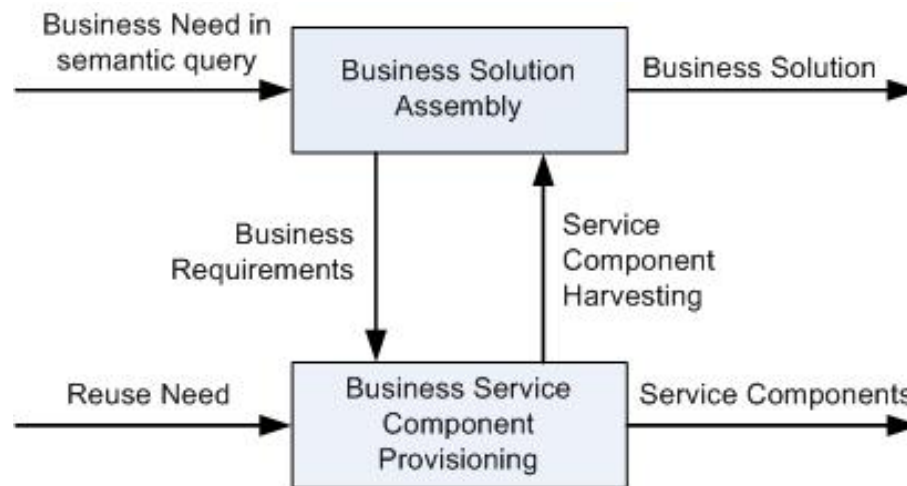 Business Need in
semantic query
Business Solution
Assembly
Business Solution
Business
Requirements
Service
Component
Harvesting
Reuse Need
Business Service
Component
Provisioning
Service Components